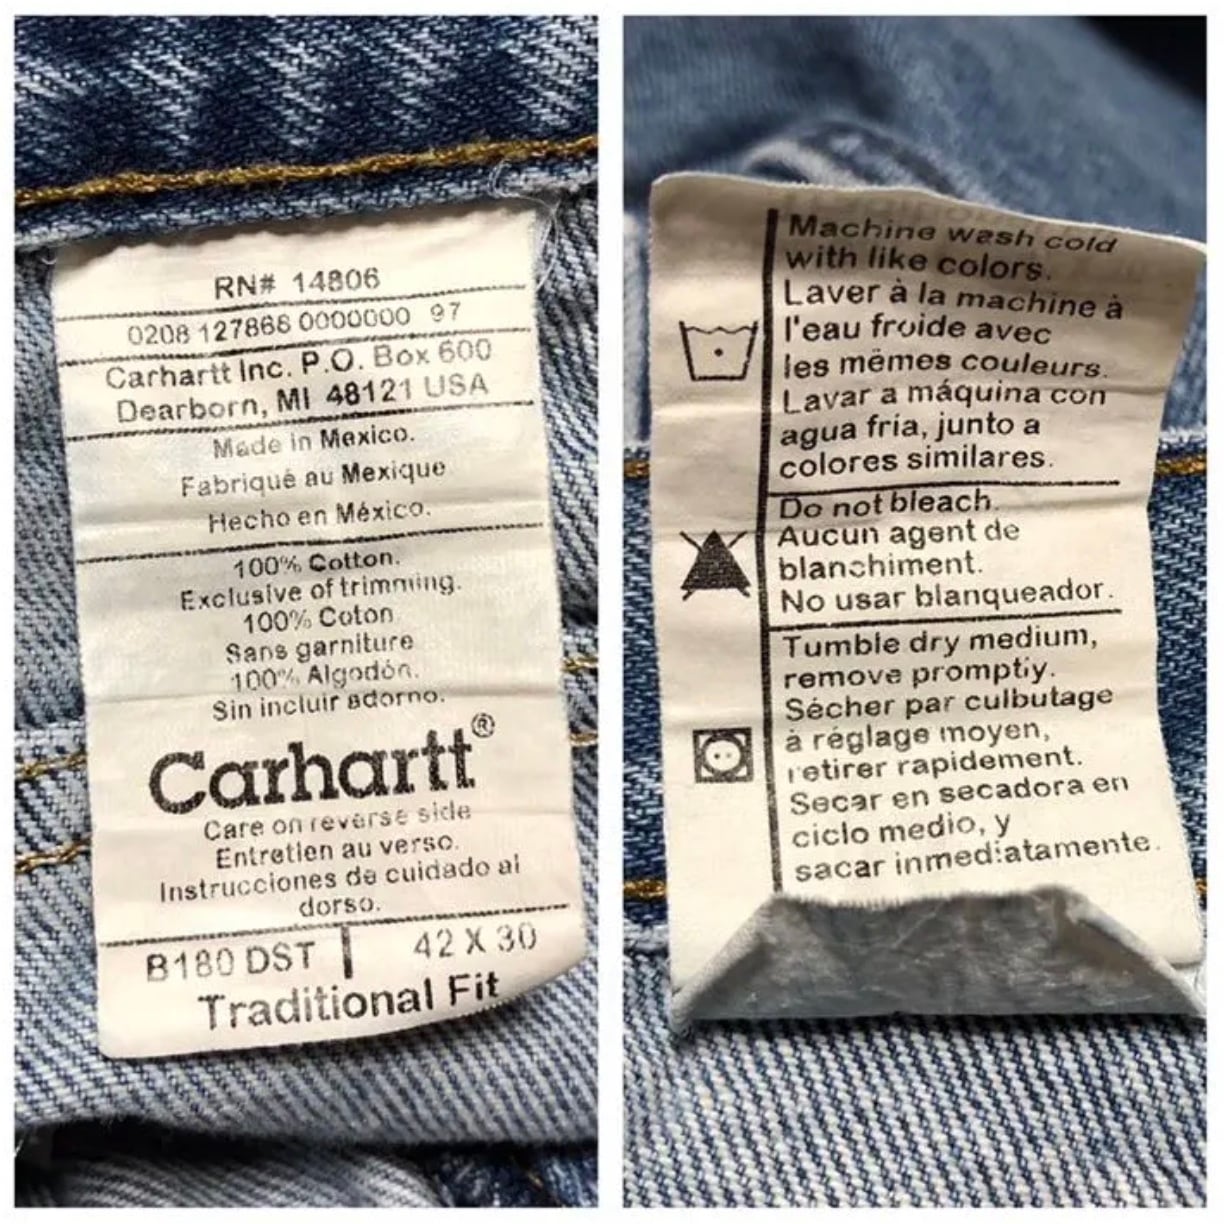 RN# 14806
0208 127868 0000000 97
Carhartt Inc. P.O. Box 600
Dearborn, MI 48121 USA
Made in Mexico.
Fabriqué au Mexique
Hecho en México.
100% Cotton.
Exclusive of trimming.
100% Coton
Sans garniture
100% Algodón.
Sin incluir adorno.
Carhartt®
Care on reverse side
Entretien au verso.
Instrucciones de cuidado al
dorso.
B180 DST | 42 X 30
Traditional Fit
Machine wash cold
with like colors.
Laver à la machine à
l'eau froide avec
les mêmes couleurs.
Lavar a máquina con
agua fria, junto a
colores similares.
Do not bleach.
Aucun agent de
blanchiment.
No usar blanqueador.
Tumble dry medium,
remove promptly.
Sécher par culbutage
à réglage moyen,
retirer rapidement.
Secar en secadora en
ciclo medio, y
sacar inmediatamente.